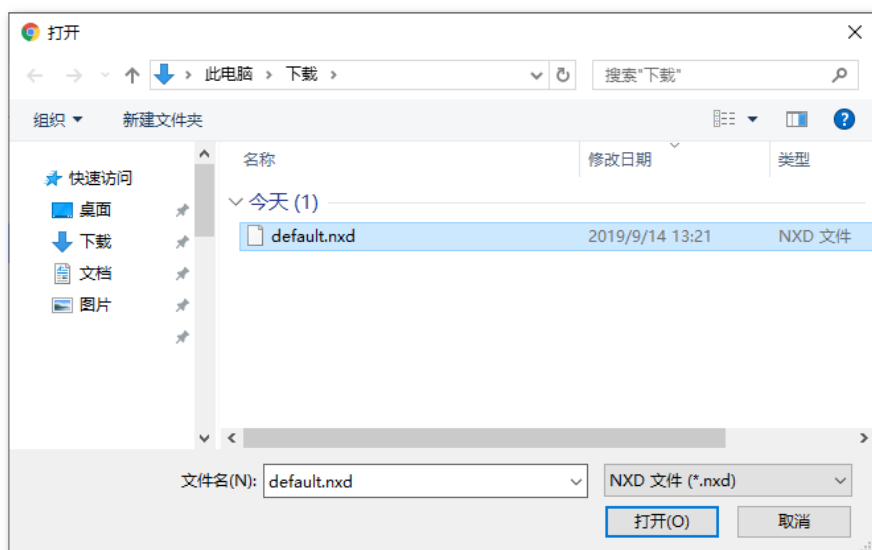 打开
此电脑 › 下载 ›
搜索"下载"
组织 新建文件夹
名称 修改日期 类型
快速访问
桌面
下载
文档
图片
今天 (1)
default.nxd 2019/9/14 13:21 NXD 文件
文件名(N): default.nxd NXD 文件 (*.nxd)
打开(O) 取消